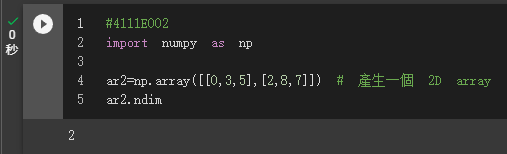 0
秒
1 #4111E002
2 import numpy as np
3
4 ar2=np.array([[0,3,5],[2,8,7]]) # 產生一個 2D array
5 ar2.ndim
2